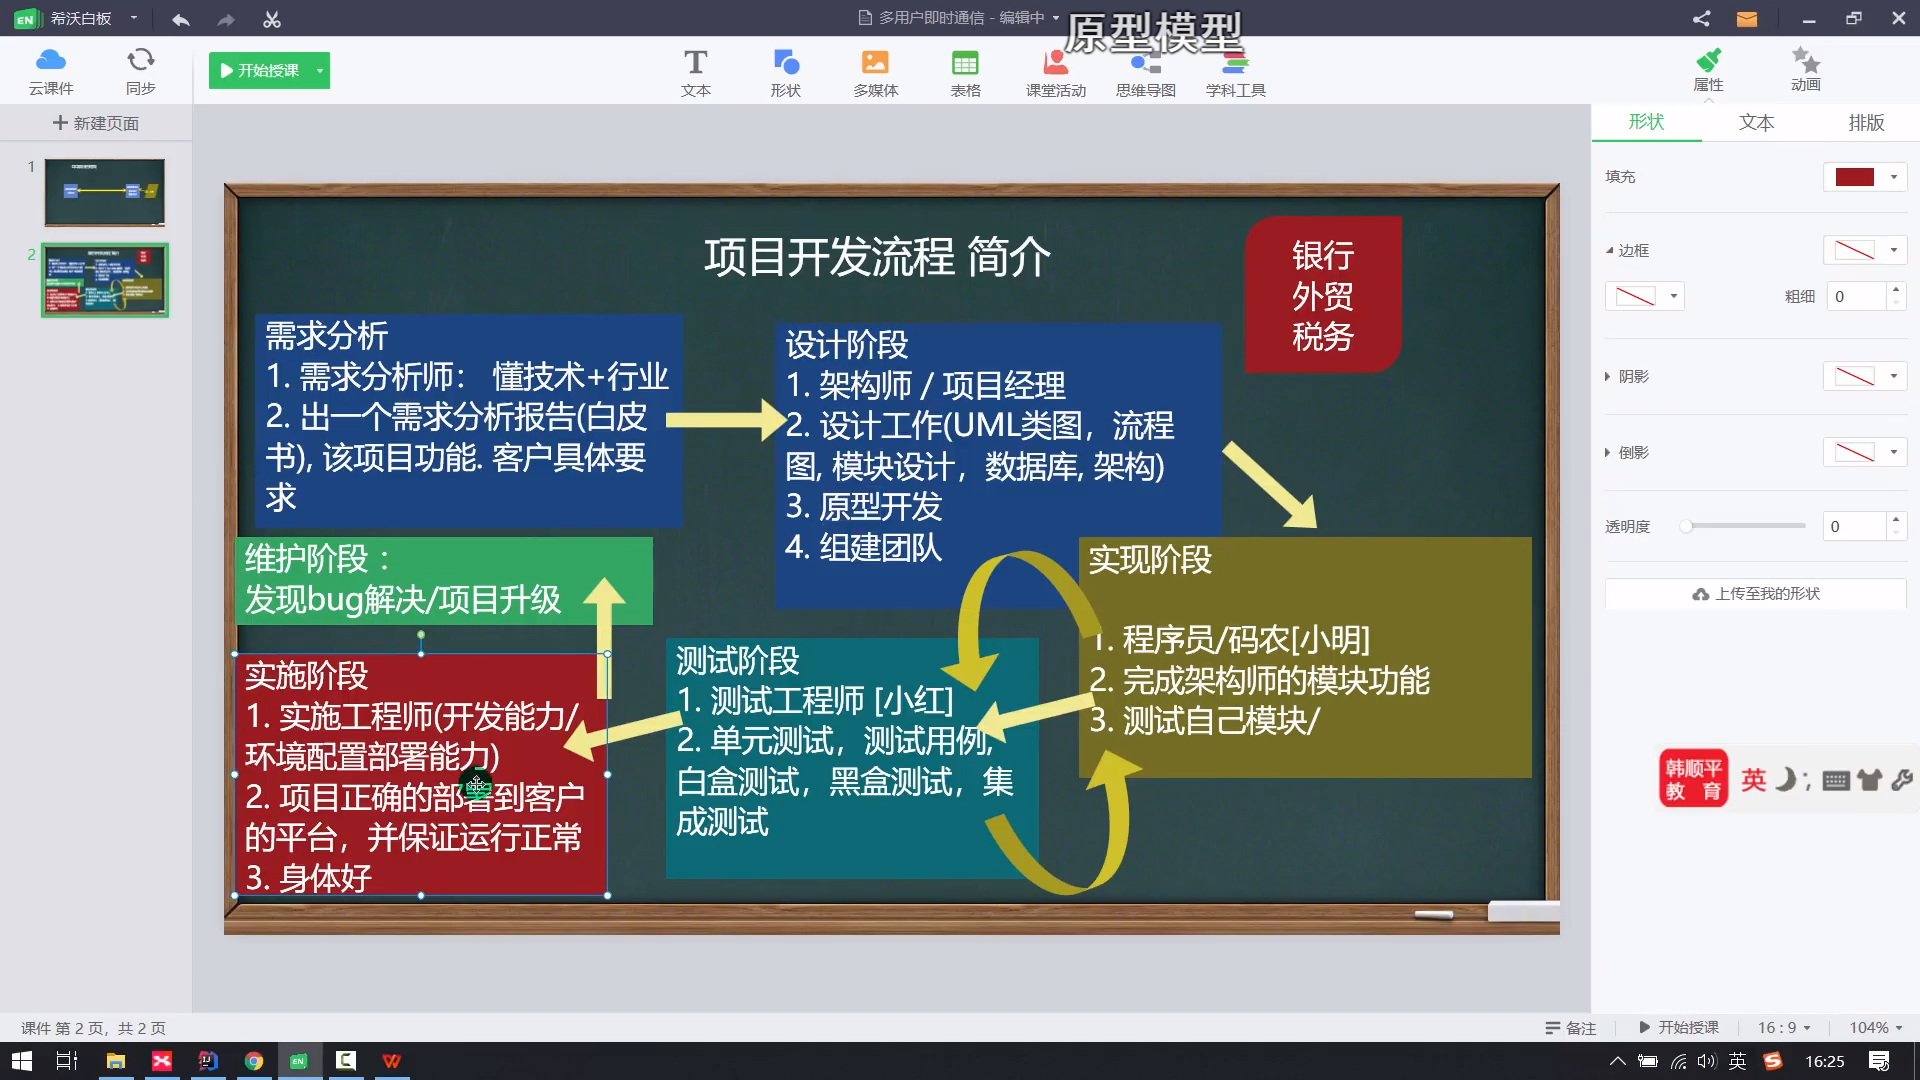 EN 希沃白板
多用户即时通信 - 编辑中
原型模型
云课件
同步
开始授课
文本
形状
多媒体
表格
课堂活动
思维导图
学科工具
属性
动画
新建页面
1
2
项目开发流程 简介
银行
外贸
税务
需求分析
1. 需求分析师： 懂技术+行业
2. 出一个需求分析报告(白皮
书), 该项目功能. 客户具体要
求
设计阶段
1. 架构师 / 项目经理
2. 设计工作(UML类图，流程
图, 模块设计，数据库, 架构)
3. 原型开发
4. 组建团队
实现阶段
1. 程序员/码农[小明]
2. 完成架构师的模块功能
3. 测试自己模块/
测试阶段
1. 测试工程师 [小红]
2. 单元测试，测试用例,
白盒测试，黑盒测试，集
成测试
实施阶段
1. 实施工程师(开发能力/
环境配置部署能力)
2. 项目正确的部署到客户
的平台，并保证运行正常
3. 身体好
维护阶段 ：
发现bug解决/项目升级
形状
文本
排版
填充
边框
粗细 0
阴影
倒影
透明度 0
上传至我的形状
韩顺平
教 育
英
课件 第 2 页，共 2 页
备注
开始授课
16 : 9
104%
英
16:25